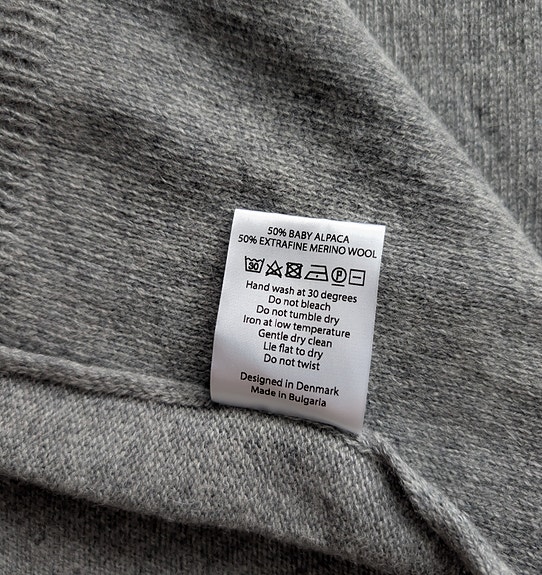 50% BABY ALPACA
50% EXTRAFINE MERINO WOOL
30 P
Hand wash at 30 degrees
Do not bleach
Do not tumble dry
Iron at low temperature
Gentle dry clean
Lie flat to dry
Do not twist
Designed in Denmark
Made in Bulgaria